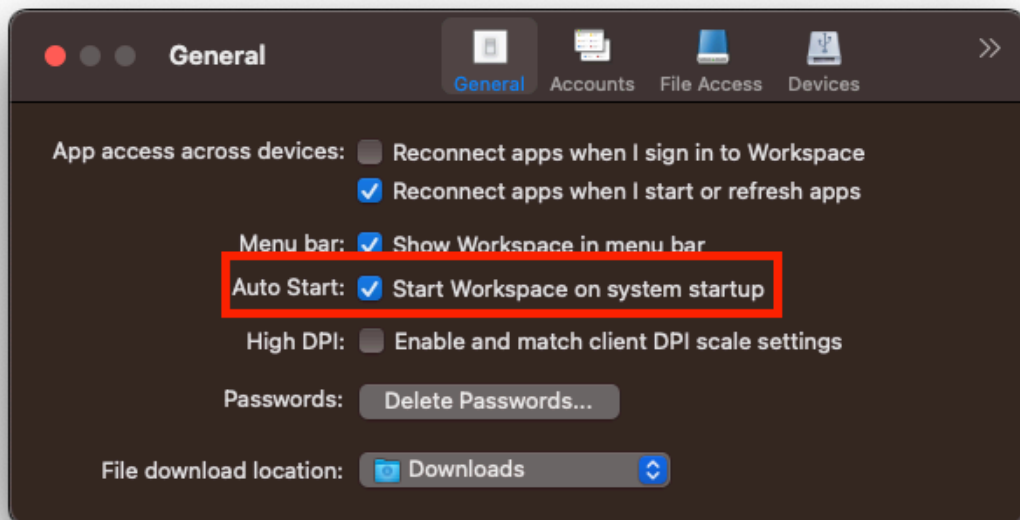 General
General Accounts File Access Devices
App access across devices: Reconnect apps when I sign in to Workspace
Reconnect apps when I start or refresh apps
Menu bar: Show Workspace in menu bar
Auto Start: Start Workspace on system startup
High DPI: Enable and match client DPI scale settings
Passwords: Delete Passwords...
File download location: Downloads